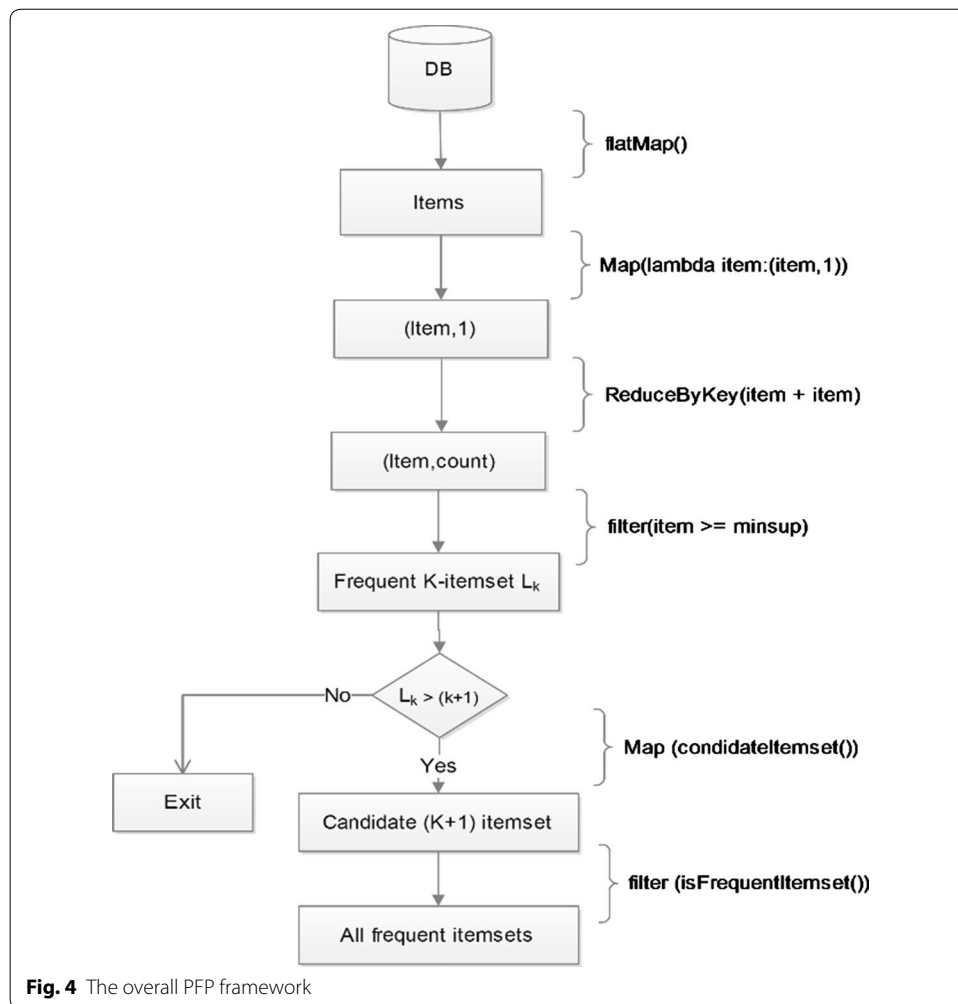 DB
flatMap()
Items
Map(lambda item:(item,1))
(Item,1)
ReduceByKey(item + item)
(Item,count)
filter(item >= minsup)
Frequent K-itemset Lk
Lk > (k+1)
No
Map (condidateItemset())
Yes
Exit
Candidate (K+1) itemset
filter (isFrequentItemset())
All frequent itemsets
Fig. 4 The overall PFP framework